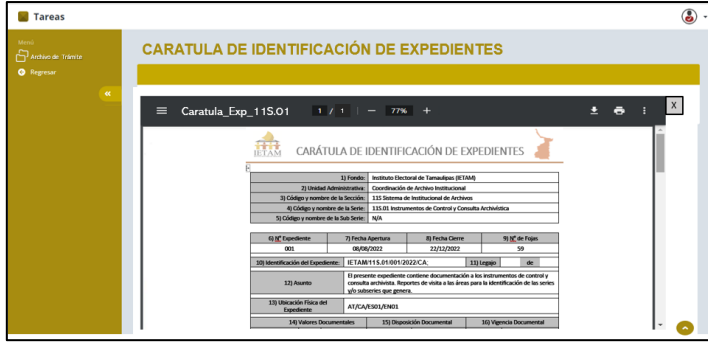 Tareas
Menú
Archivo de Trámite
Regresar
CARATULA DE IDENTIFICACIÓN DE EXPEDIENTES
Caratula_Exp_11S.01 1 / 1 | — 77% +
X
IETAM CARÁTULA DE IDENTIFICACIÓN DE EXPEDIENTES
1) Fondo: Instituto Electoral de Tamaulipas (IETAM)
2) Unidad Administrativa: Coordinación de Archivo Institucional
3) Código y nombre de la Sección: 11S Sistema de Institucional de Archivos
4) Código y nombre de la Serie: 11S.01 Instrumentos de Control y Consulta Archivística
5) Código y nombre de la Sub Serie: N/A
6) Nº Expediente 7) Fecha Apertura 8) Fecha Cierre 9) Nº de Fojas
001 08/08/2022 22/12/2022 59
10) Identificación del Expediente: IETAM/11S.01/001/2022/CA; 11) Legajo de
12) Asunto El presente expediente contiene documentación a los instrumentos de control y
consulta archivista. Reportes de visita a las áreas para la identificación de las series
y/o subseries que genera.
13) Ubicación Física del
Expediente AT/CA/ES01/EN01
14) Valores Documentales 15) Disposición Documental 16) Vigencia Documental